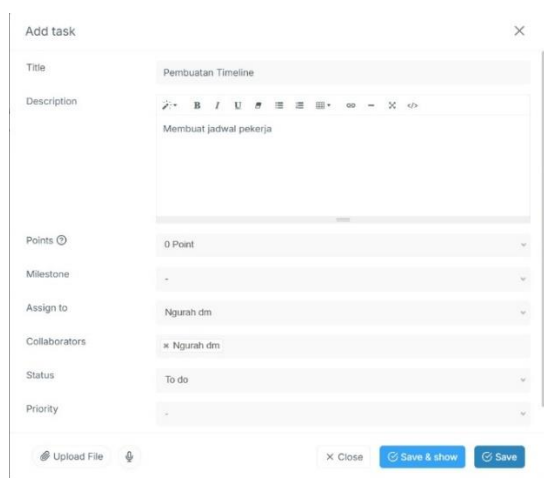 Add task
Title
Pembuatan Timeline
Description
B I U
Membuat jadwal pekerja
Points
0 Point
Milestone
-
Assign to
Ngurah dm
Collaborators
× Ngurah dm
Status
To do
Priority
-
Upload File
× Close
Save & show
Save